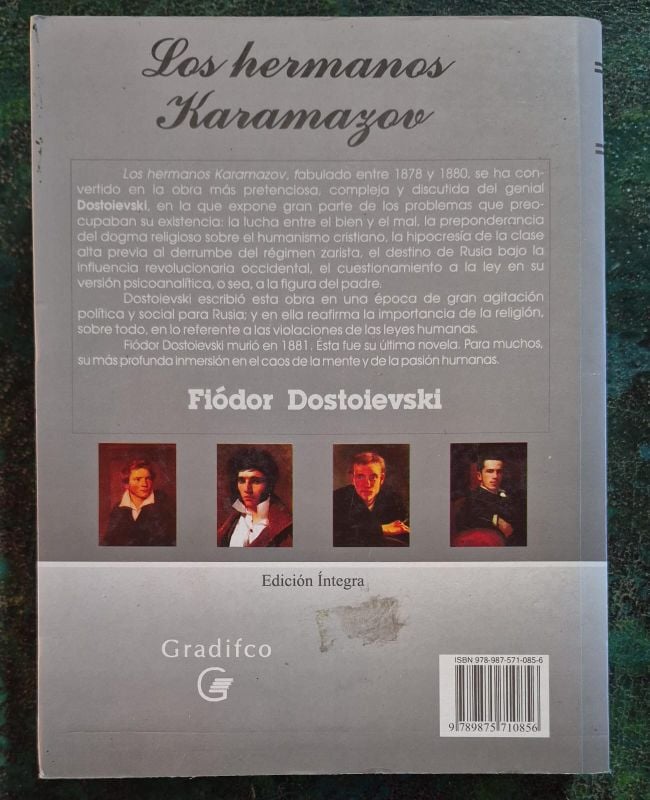 Los hermanos
Karamazov
Los hermanos Karamazov, fabulado entre 1878 y 1880, se ha con-
vertido en la obra más pretenciosa, compleja y discutida del genial
Dostoievski, en la que expone gran parte de los problemas que preo-
cupaban su existencia: la lucha entre el bien y el mal, la preponderancia
del dogma religioso sobre el humanismo cristiano, la hipocresía de la clase
alta previa al derrumbe del régimen zarista, el destino de Rusia bajo la
influencia revolucionaria occidental, el cuestionamiento a la ley en su
versión psicoanalítica, o sea, a la figura del padre.
Dostoievski escribió esta obra en una época de gran agitación
política y social para Rusia; y en ella reafirma la importancia de la religión,
sobre todo, en lo referente a las violaciones de las leyes humanas.
Fiódor Dostoievski murió en 1881. Ésta fue su última novela. Para muchos,
su más profunda inmersión en el caos de la mente y de la pasión humanas.
Fiódor Dostoievski
Edición Íntegra
Gradifco
G
ISBN 978-987-571-085-6
9 789875 710856